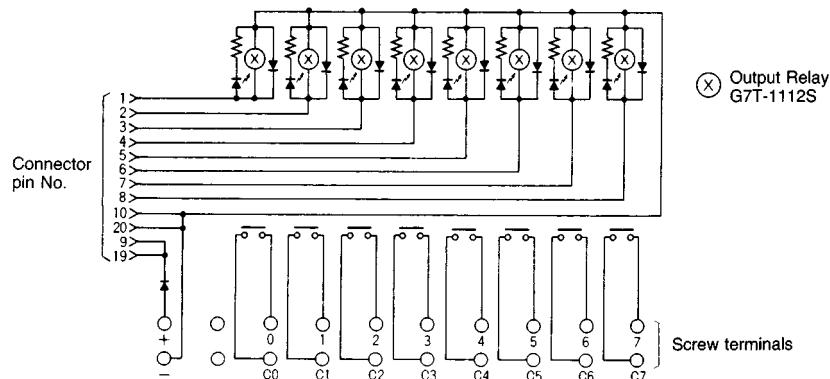 X X X X X X X X
X Output Relay
G7T-1112S
Connector
pin No.
1
2
3
4
5
6
7
8
10
20
9
19
+ 0 1 2 3 4 5 6 7
Screw terminals
− C0 C1 C2 C3 C4 C5 C6 C7